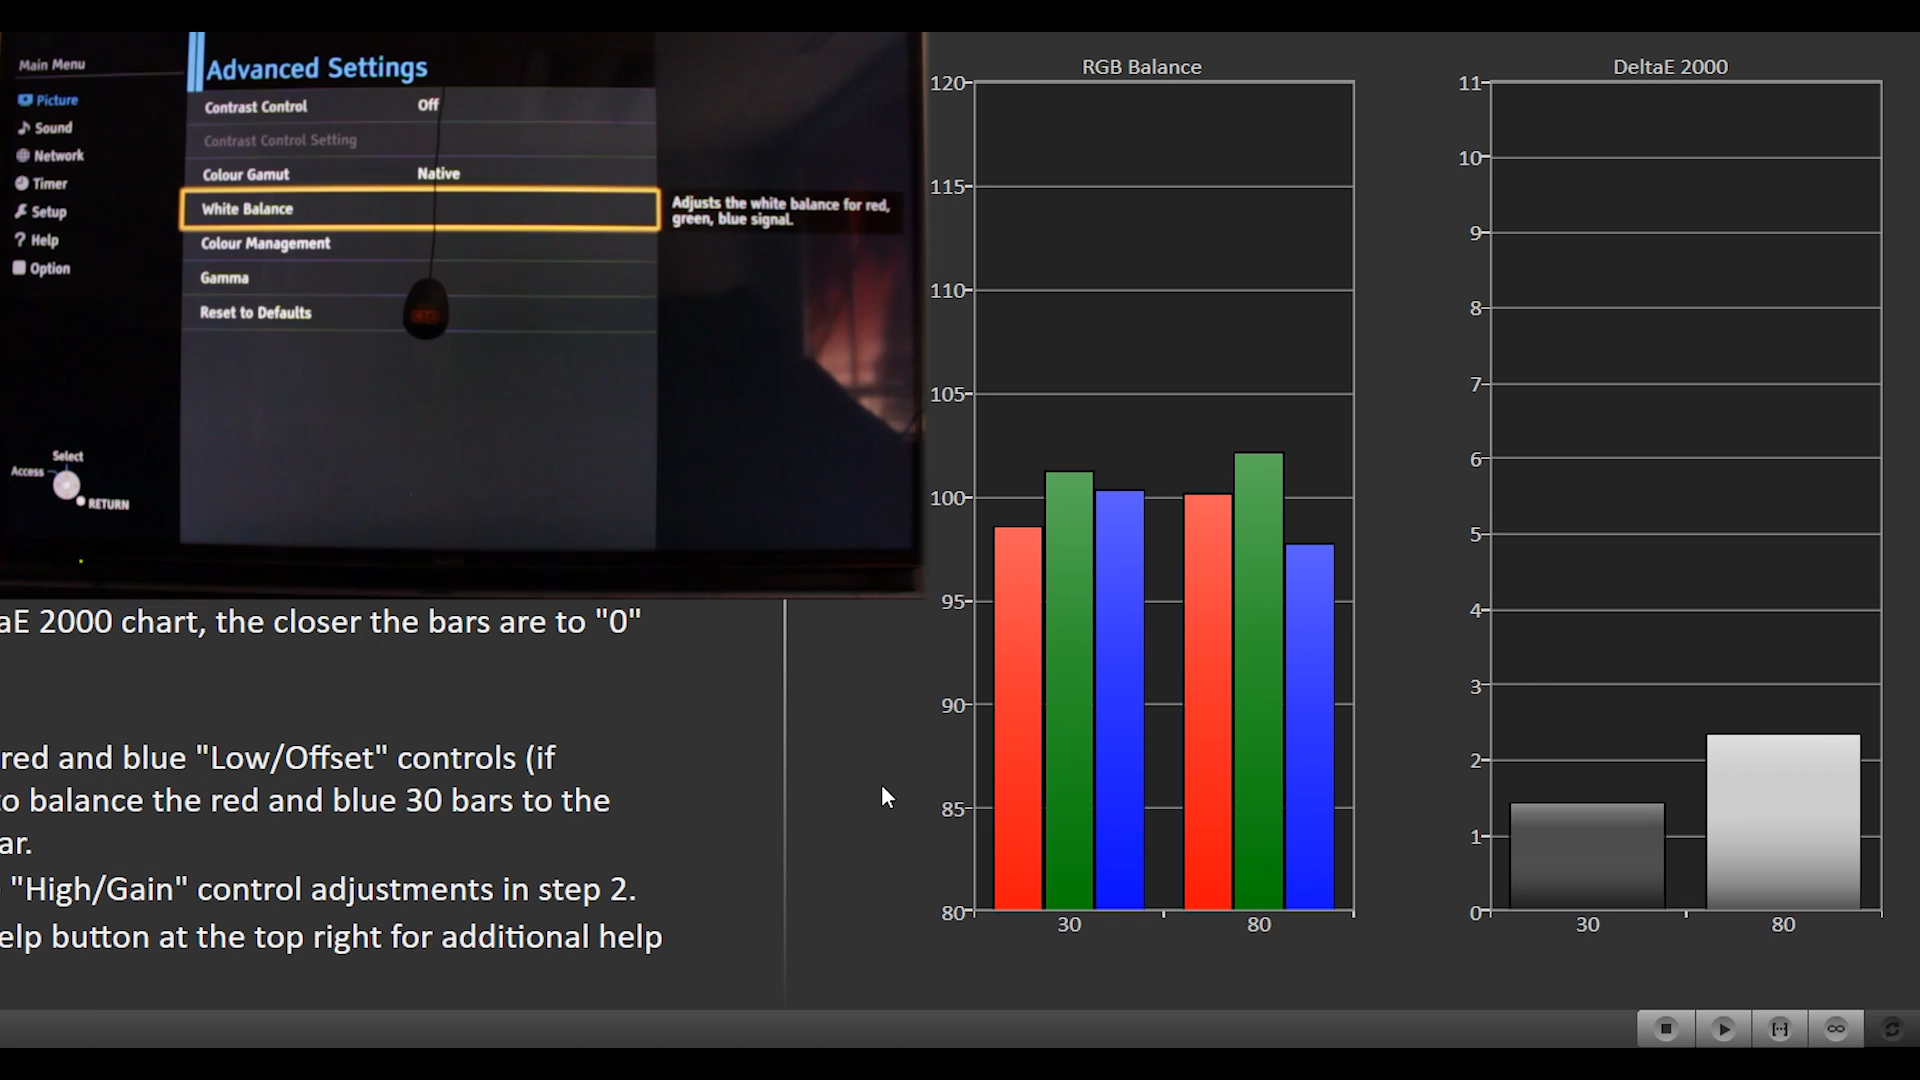 Main Menu
Picture
Sound
Network
Timer
Setup
Help
Option
Select
Access
RETURN
Advanced Settings
Contrast Control Off
Contrast Control Setting
Colour Gamut Native
White Balance
Colour Management
Gamma
Reset to Defaults
Adjusts the white balance for red,
green, blue signal.
aE 2000 chart, the closer the bars are to "0"
red and blue "Low/Offset" controls (if
to balance the red and blue 30 bars to the
ar.
"High/Gain" control adjustments in step 2.
elp button at the top right for additional help
RGB Balance
120
115
110
105
100
95
90
85
80
30 80
DeltaE 2000
11
10
9
8
7
6
5
4
3
2
1
0
30 80